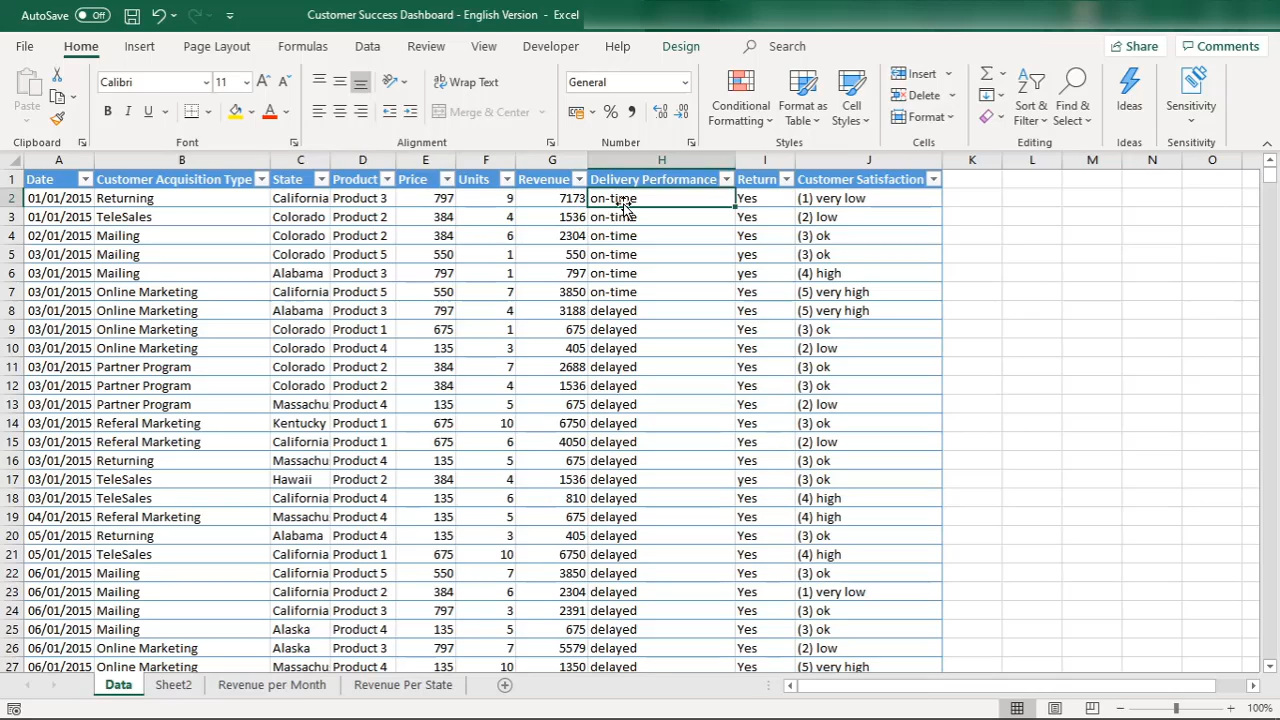 AutoSave Off Customer Success Dashboard - English Version - Excel
File Home Insert Page Layout Formulas Data Review View Developer Help Design Search Share Comments
Paste Calibri 11 B I U A Wrap Text Merge & Center General % Conditional Formatting Format as Table Cell Styles Insert Delete Format Sort & Filter Find & Select Ideas Sensitivity
Clipboard Font Alignment Number Styles Cells Editing Ideas Sensitivity
A B C D E F G H I J K L M N O
1 Date Customer Acquisition Type State Product Price Units Revenue Delivery Performance Return Customer Satisfaction
2 01/01/2015 Returning California Product 3 797 9 7173 on-time Yes (1) very low
3 01/01/2015 TeleSales Colorado Product 2 384 4 1536 on-time Yes (2) low
4 02/01/2015 Mailing Colorado Product 2 384 6 2304 on-time Yes (3) ok
5 03/01/2015 Mailing Colorado Product 5 550 1 550 on-time yes (3) ok
6 03/01/2015 Mailing Alabama Product 3 797 1 797 on-time yes (4) high
7 03/01/2015 Online Marketing California Product 5 550 7 3850 on-time Yes (5) very high
8 03/01/2015 Online Marketing Alabama Product 3 797 4 3188 delayed Yes (5) very high
9 03/01/2015 Online Marketing Colorado Product 1 675 1 675 delayed Yes (3) ok
10 03/01/2015 Online Marketing Colorado Product 4 135 3 405 delayed Yes (2) low
11 03/01/2015 Partner Program Colorado Product 2 384 7 2688 delayed Yes (3) ok
12 03/01/2015 Partner Program Colorado Product 2 384 4 1536 delayed Yes (3) ok
13 03/01/2015 Partner Program Massachu Product 4 135 5 675 delayed Yes (2) low
14 03/01/2015 Referal Marketing Kentucky Product 1 675 10 6750 delayed Yes (3) ok
15 03/01/2015 Referal Marketing California Product 1 675 6 4050 delayed Yes (2) low
16 03/01/2015 Returning Massachu Product 4 135 5 675 delayed Yes (3) ok
17 03/01/2015 TeleSales Hawaii Product 2 384 4 1536 delayed yes (3) ok
18 03/01/2015 TeleSales California Product 4 135 6 810 delayed Yes (4) high
19 04/01/2015 Referal Marketing Massachu Product 4 135 5 675 delayed Yes (4) high
20 05/01/2015 Returning Alabama Product 4 135 3 405 delayed Yes (3) ok
21 05/01/2015 TeleSales California Product 1 675 10 6750 delayed Yes (4) high
22 06/01/2015 Mailing California Product 5 550 7 3850 delayed Yes (3) ok
23 06/01/2015 Mailing California Product 2 384 6 2304 delayed Yes (1) very low
24 06/01/2015 Mailing California Product 3 797 3 2391 delayed Yes (3) ok
25 06/01/2015 Mailing Alaska Product 4 135 5 675 delayed Yes (3) ok
26 06/01/2015 Online Marketing Alaska Product 3 797 7 5579 delayed Yes (2) low
27 06/01/2015 Online Marketing Massachu Product 4 135 10 1350 delayed Yes (5) very high
Data Sheet2 Revenue per Month Revenue Per State
100%